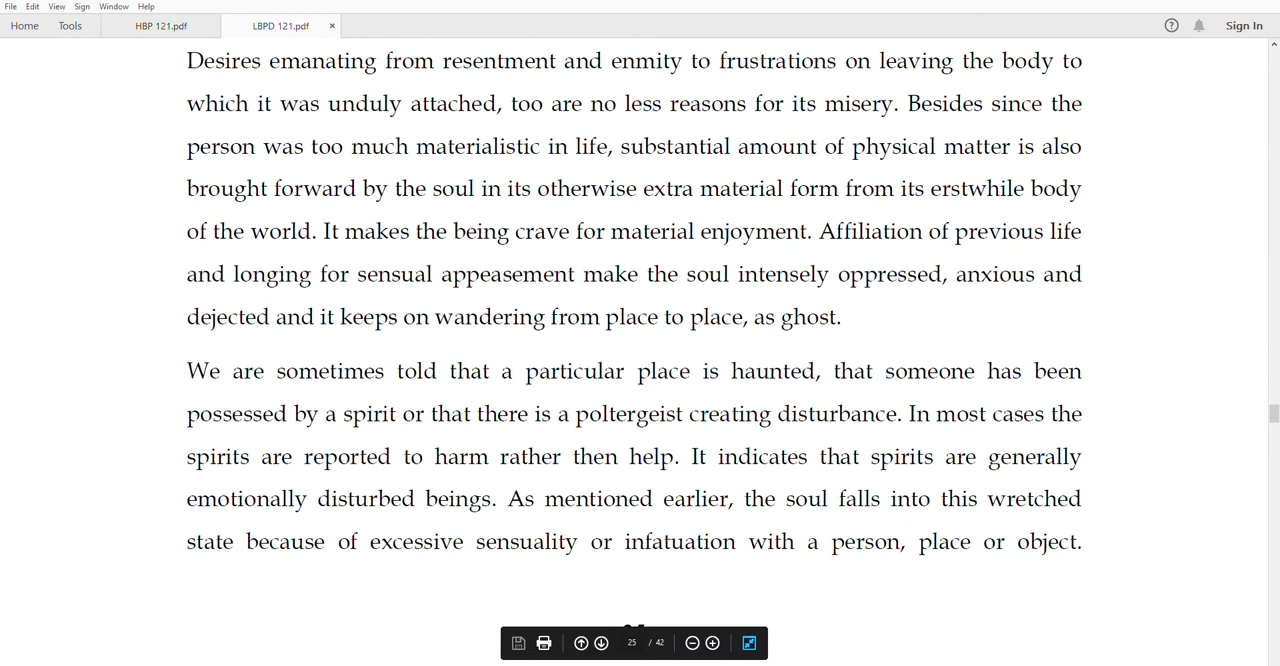 File Edit View Sign Window Help
Home Tools HBP 121.pdf LBPD 121.pdf × ? Sign In
Desires emanating from resentment and enmity to frustrations on leaving the body to
which it was unduly attached, too are no less reasons for its misery. Besides since the
person was too much materialistic in life, substantial amount of physical matter is also
brought forward by the soul in its otherwise extra material form from its erstwhile body
of the world. It makes the being crave for material enjoyment. Affiliation of previous life
and longing for sensual appeasement make the soul intensely oppressed, anxious and
dejected and it keeps on wandering from place to place, as ghost.
We are sometimes told that a particular place is haunted, that someone has been
possessed by a spirit or that there is a poltergeist creating disturbance. In most cases the
spirits are reported to harm rather then help. It indicates that spirits are generally
emotionally disturbed beings. As mentioned earlier, the soul falls into this wretched
state because of excessive sensuality or infatuation with a person, place or object.
25 / 42